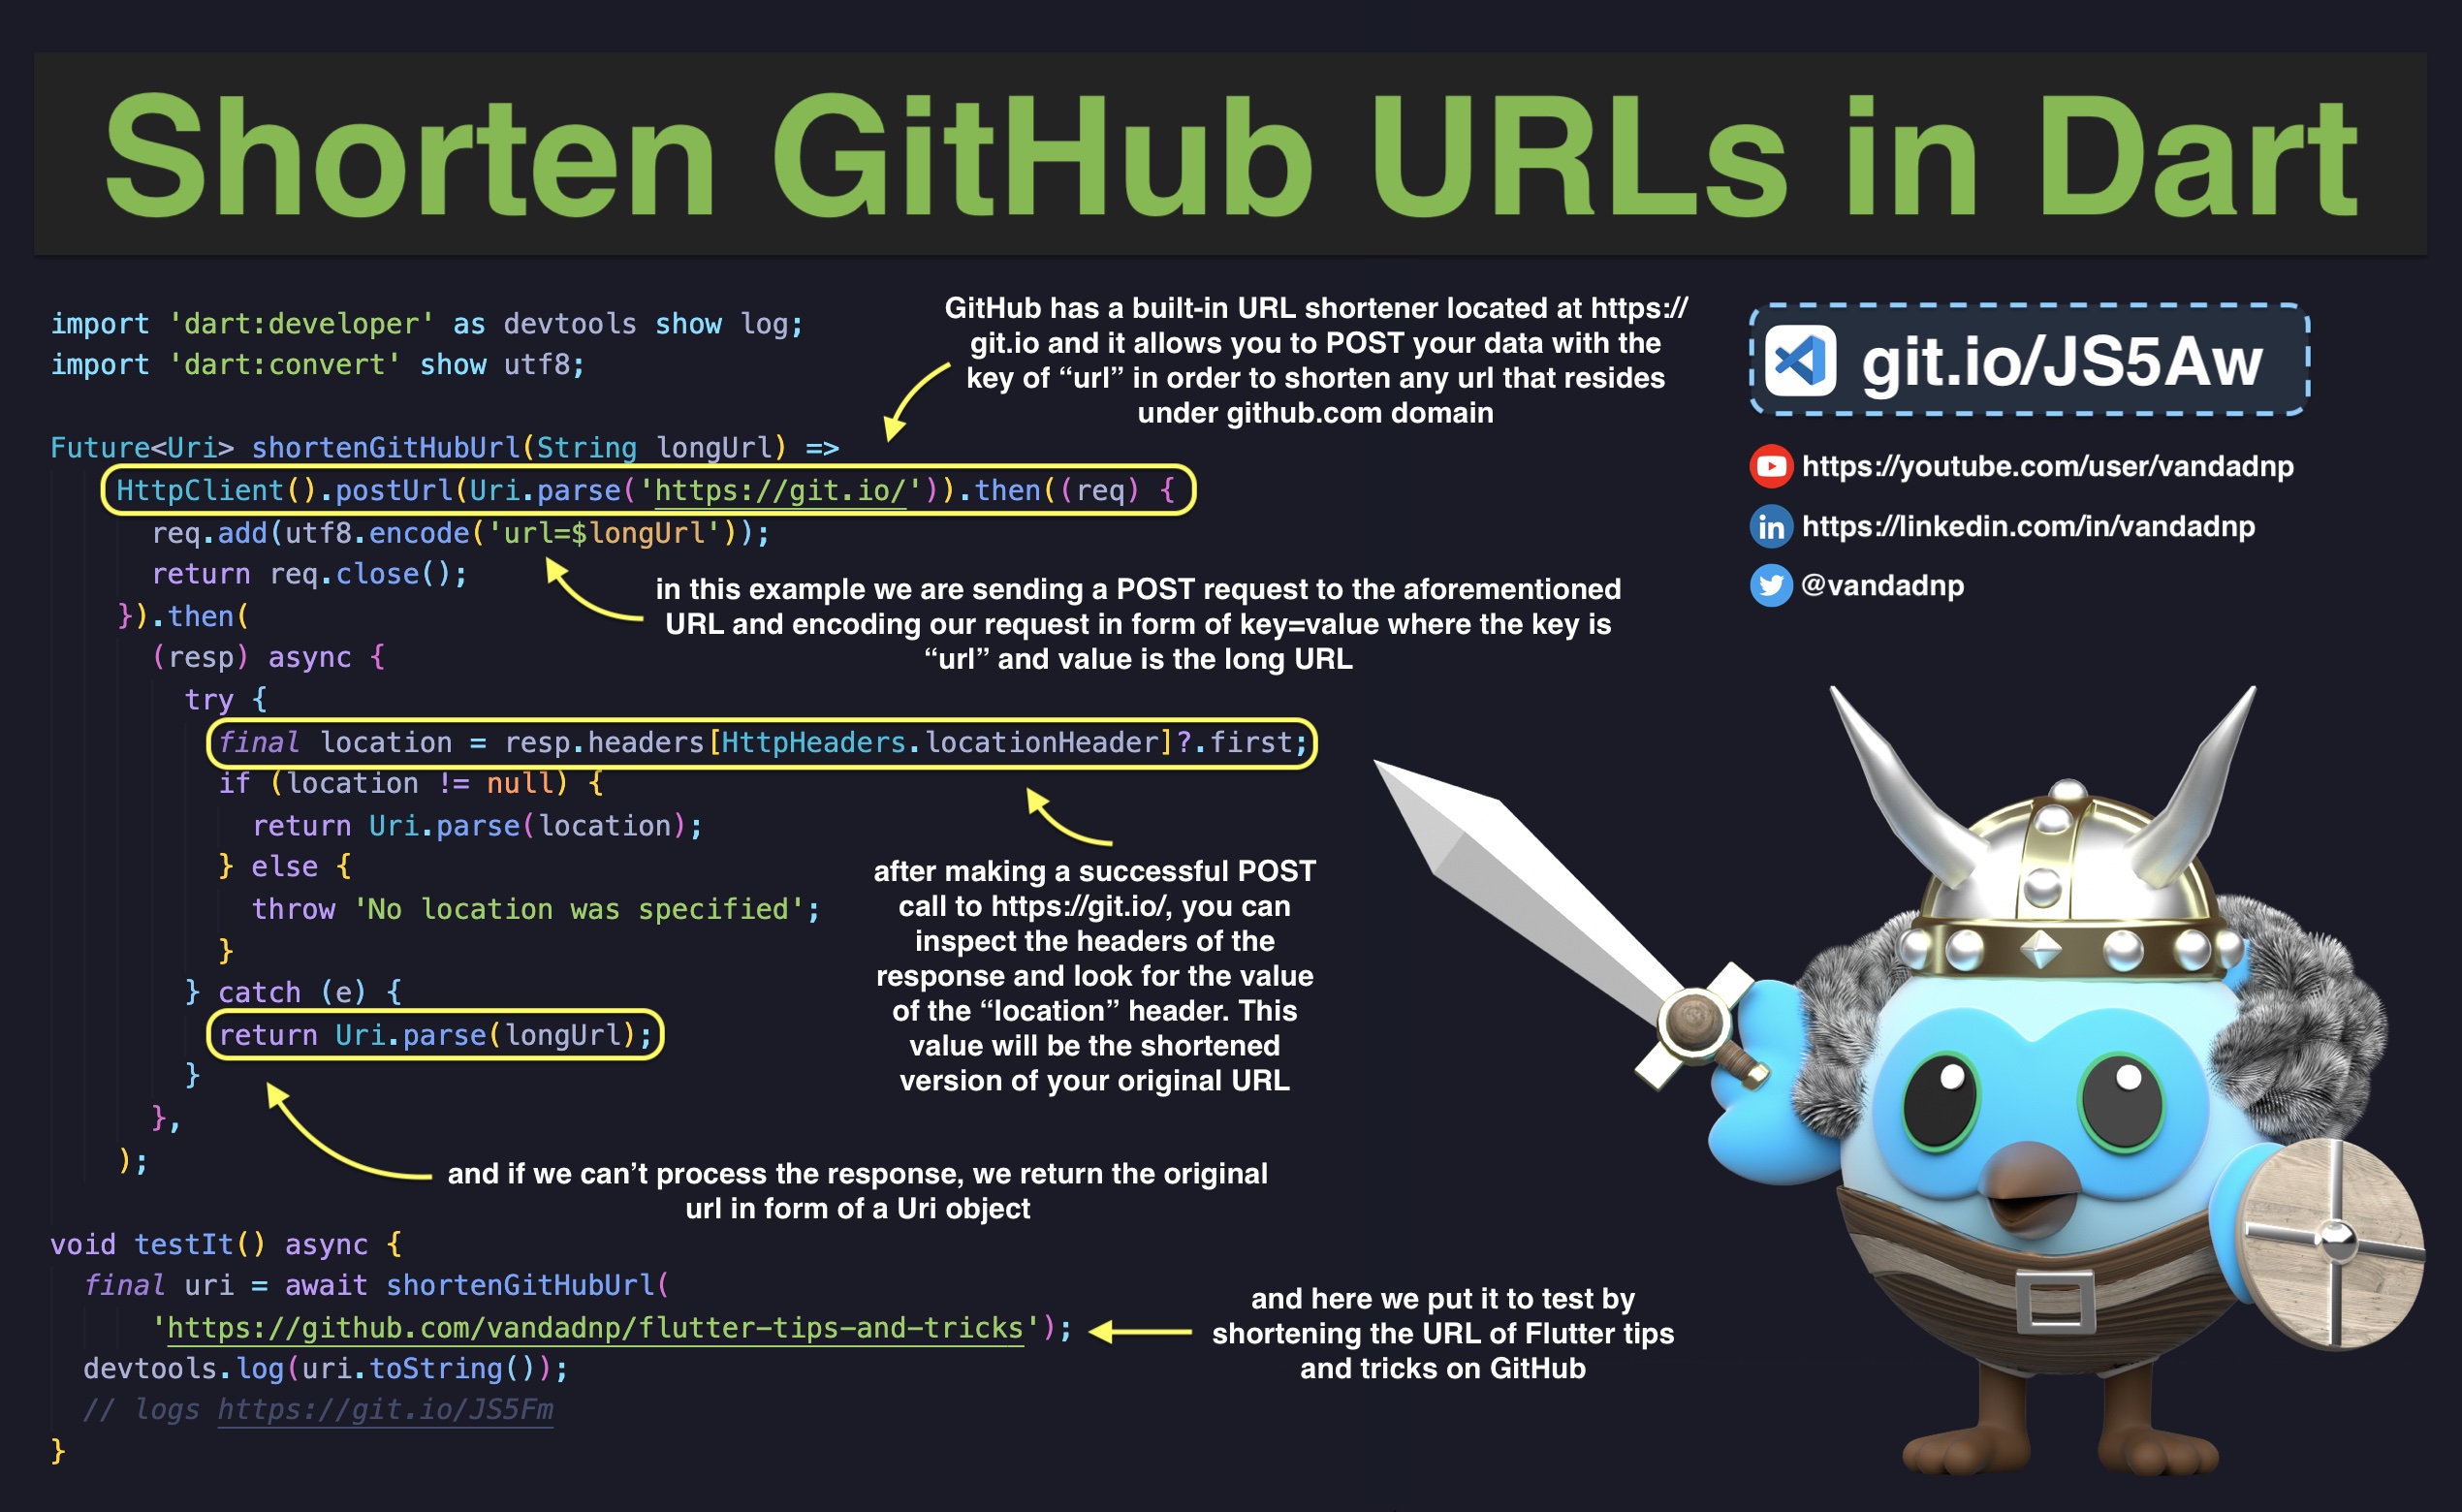 Shorten GitHub URLs in Dart
import 'dart:developer' as devtools show log;
import 'dart:convert' show utf8;
Future<Uri> shortenGitHubUrl(String longUrl) =>
HttpClient().postUrl(Uri.parse('https://git.io/')).then((req) {
req.add(utf8.encode('url=$longUrl'));
return req.close();
}).then(
(resp) async {
try {
final location = resp.headers[HttpHeaders.locationHeader]?.first;
if (location != null) {
return Uri.parse(location);
} else {
throw 'No location was specified';
}
} catch (e) {
return Uri.parse(longUrl);
}
},
);
void testIt() async {
final uri = await shortenGitHubUrl(
'https://github.com/vandadnp/flutter-tips-and-tricks');
devtools.log(uri.toString());
// logs https://git.io/JS5Fm
}
GitHub has a built-in URL shortener located at https://
git.io and it allows you to POST your data with the
key of “url” in order to shorten any url that resides
under github.com domain
in this example we are sending a POST request to the aforementioned
URL and encoding our request in form of key=value where the key is
“url” and value is the long URL
after making a successful POST
call to https://git.io/, you can
inspect the headers of the
response and look for the value
of the “location” header. This
value will be the shortened
version of your original URL
and if we can’t process the response, we return the original
url in form of a Uri object
and here we put it to test by
shortening the URL of Flutter tips
and tricks on GitHub
git.io/JS5Aw
https://youtube.com/user/vandadnp
https://linkedin.com/in/vandadnp
@vandadnp